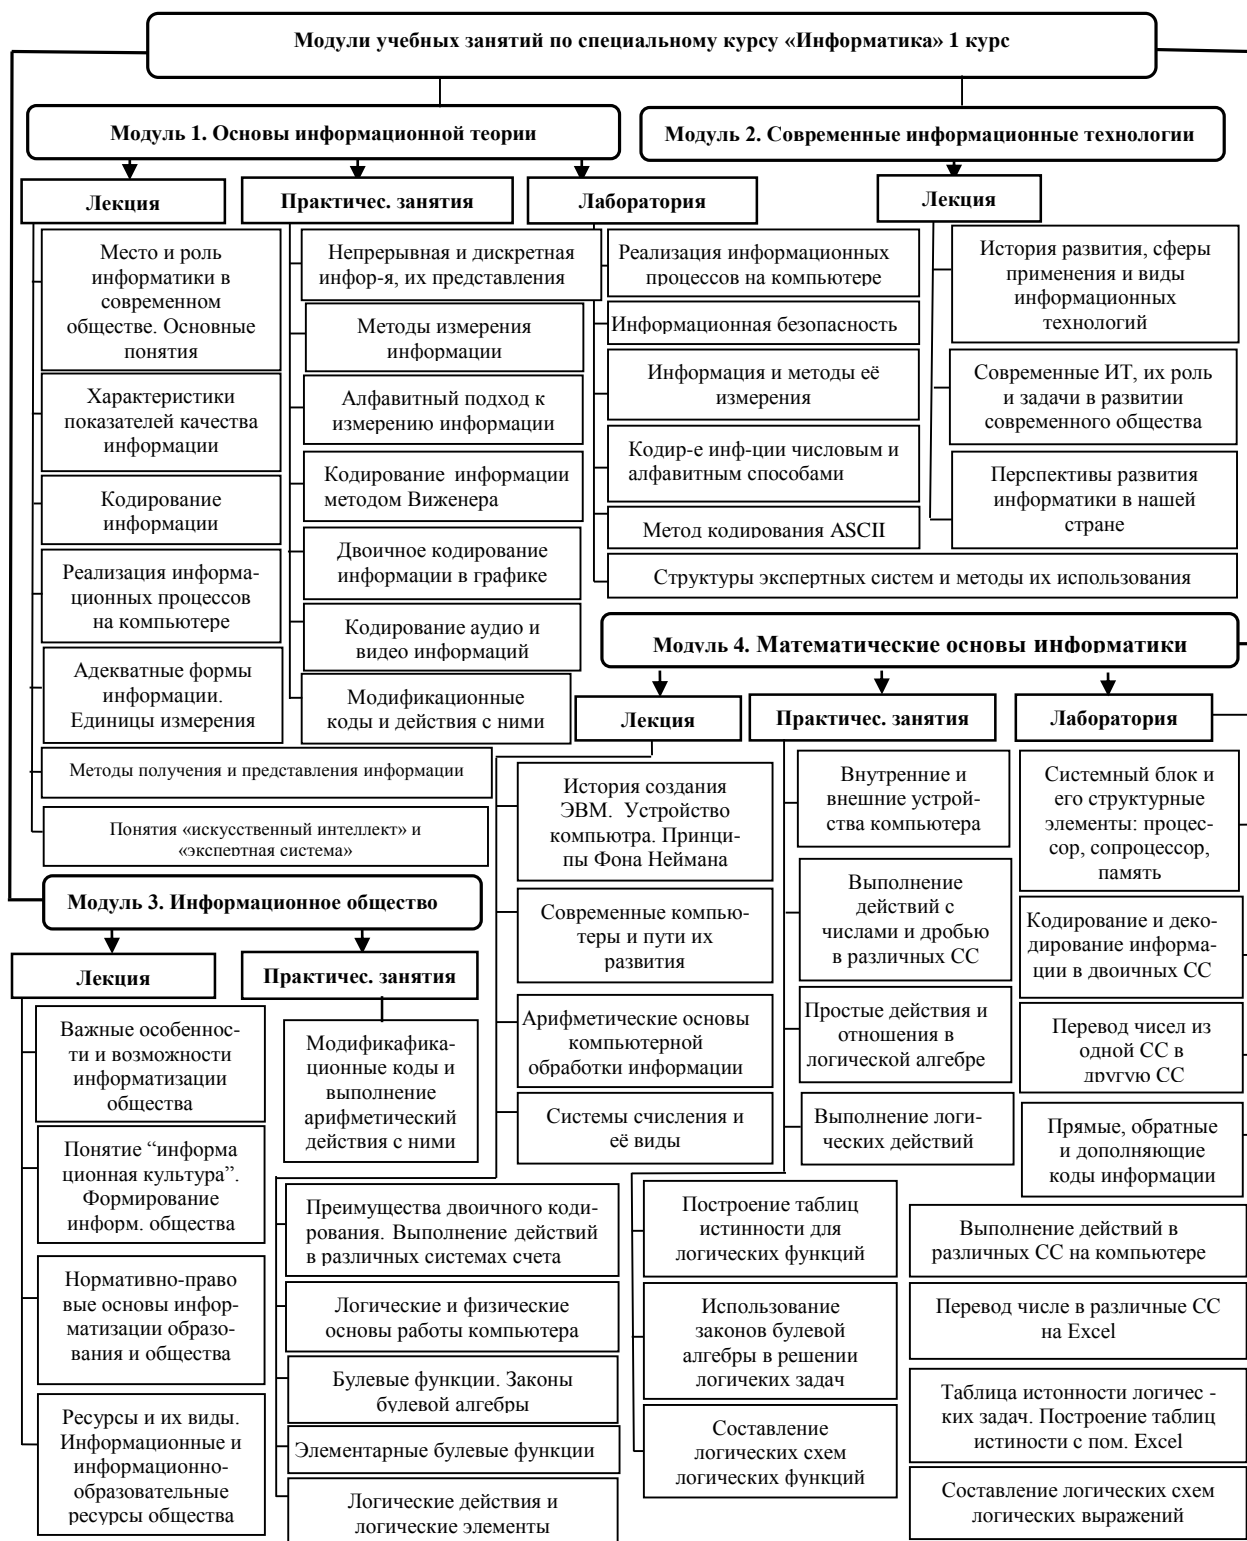 Модули учебных занятий по специальному курсу «Информатика» 1 курс
Модуль 1. Основы информационной теории
Модуль 2. Современные информационные технологии
Лекция
Практичес. занятия
Лаборатория
Лекция
Место и роль
информатики в
современном
обществе. Основные
понятия
Характеристики
показателей качества
информации
Кодирование
информации
Реализация информа-
ционных процессов
на компьютере
Адекватные формы
информации.
Единицы измерения
Методы получения и представления информации
Понятия «искусственный интеллект» и
«экспертная система»
Непрерывная и дискретная
инфор-я, их представления
Методы измерения
информации
Алфавитный подход к
измерению информации
Кодирование информации
методом Виженера
Двоичное кодирование
информации в графике
Кодирование аудио и
видео информаций
Модификационные
коды и действия с ними
Реализация информационных
процессов на компьютере
Информационная безопасность
Информация и методы её
измерения
Кодир-е инф-ции числовым и
алфавитным способами
Метод кодирования ASCII
Структуры экспертных систем и методы их использования
История развития, сферы
применения и виды
информационных
технологий
Современные ИТ, их роль
и задачи в развитии
современного общества
Перспективы развития
информатики в нашей
стране
Модуль 4. Математические основы информатики
Лекция
Практичес. занятия
Лаборатория
История создания
ЭВМ. Устройство
компьютра. Принци-
пы Фона Неймана
Современные компью-
теры и пути их
развития
Арифметические основы
компьютерной
обработки информации
Системы счисления и
её виды
Внутренние и
внешние устрой-
ства компьютера
Выполнение
действий с
числами и дробью
в различных СС
Простые действия и
отношения в
логической алгебре
Выполнение логи-
ческих действий
Системный блок и
его структурные
элементы: процес-
сор, сопроцессор,
память
Кодирование и деко-
дирование информа-
ции в двоичных СС
Перевод чисел из
одной СС в
другую СС
Прямые, обратные
и дополняющие
коды информации
Модуль 3. Информационное общество
Лекция
Практичес. занятия
Важные особеннос-
ти и возможности
информатизации
общества
Понятие “информа
ционная культура”.
Формирование
информ. общества
Нормативно-право
вые основы инфор-
матизации образо-
вания и общества
Ресурсы и их виды.
Информационные и
информационно-
образовательные
ресурсы общества
Модификафика-
ционные коды и
выполнение
арифметический
действия с ними
Преимущества двоичного коди-
рования. Выполнение действий
в различных системах счета
Логические и физические
основы работы компьютера
Булевые функции. Законы
булевой алгебры
Элементарные булевые функции
Логические действия и
логические элементы
Построение таблиц
истинности для
логических функций
Использование
законов булевой
алгебры в решении
логичеких задач
Составление
логических схем
логических функций
Выполнение действий в
различных СС на компьютере
Перевод числе в различные СС
на Excel
Таблица истонности логичес -
ких задач. Построение таблиц
истиности с пом. Excel
Составление логических схем
логических выражений